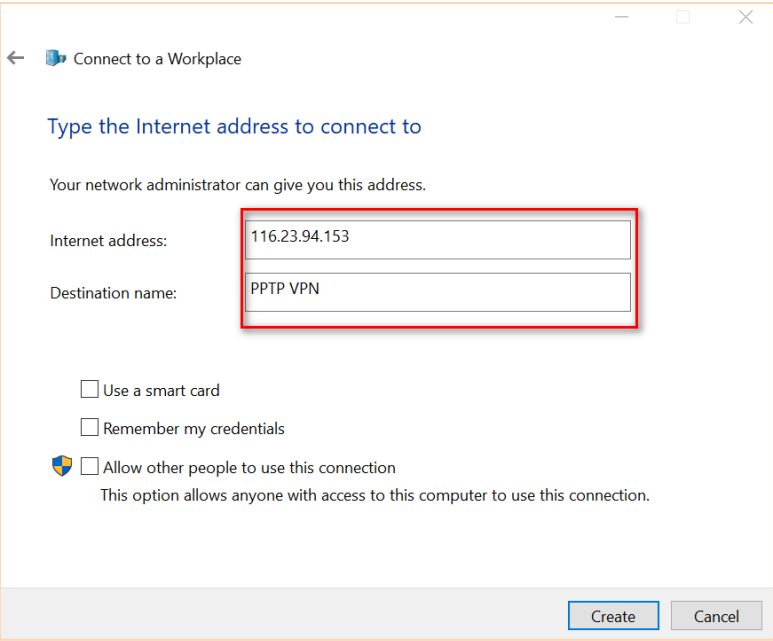 Connect to a Workplace
Type the Internet address to connect to
Your network administrator can give you this address.
Internet address: 116.23.94.153
Destination name: PPTP VPN
Use a smart card
Remember my credentials
Allow other people to use this connection
This option allows anyone with access to this computer to use this connection.
Create Cancel